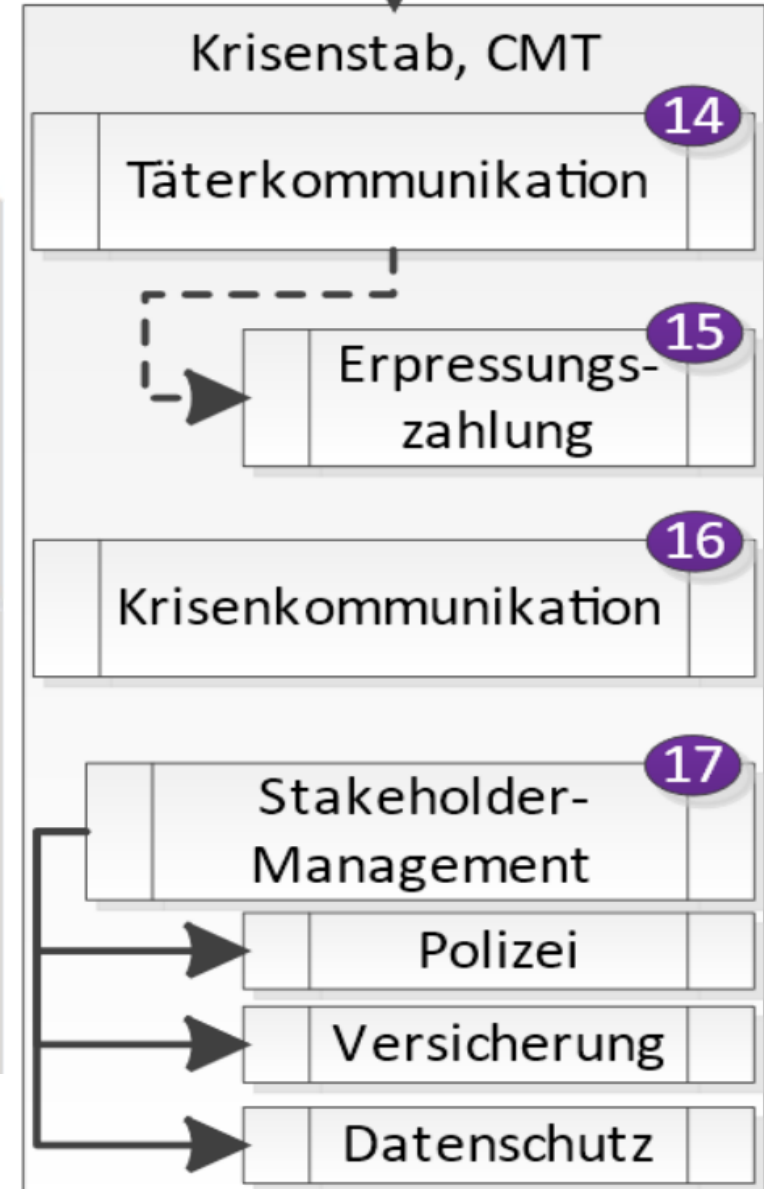 Krisenstab, CMT
14
Täterkommunikation
15
Erpressungs-
zahlung
16
Krisenkommunikation
17
Stakeholder-
Management
Polizei
Versicherung
Datenschutz